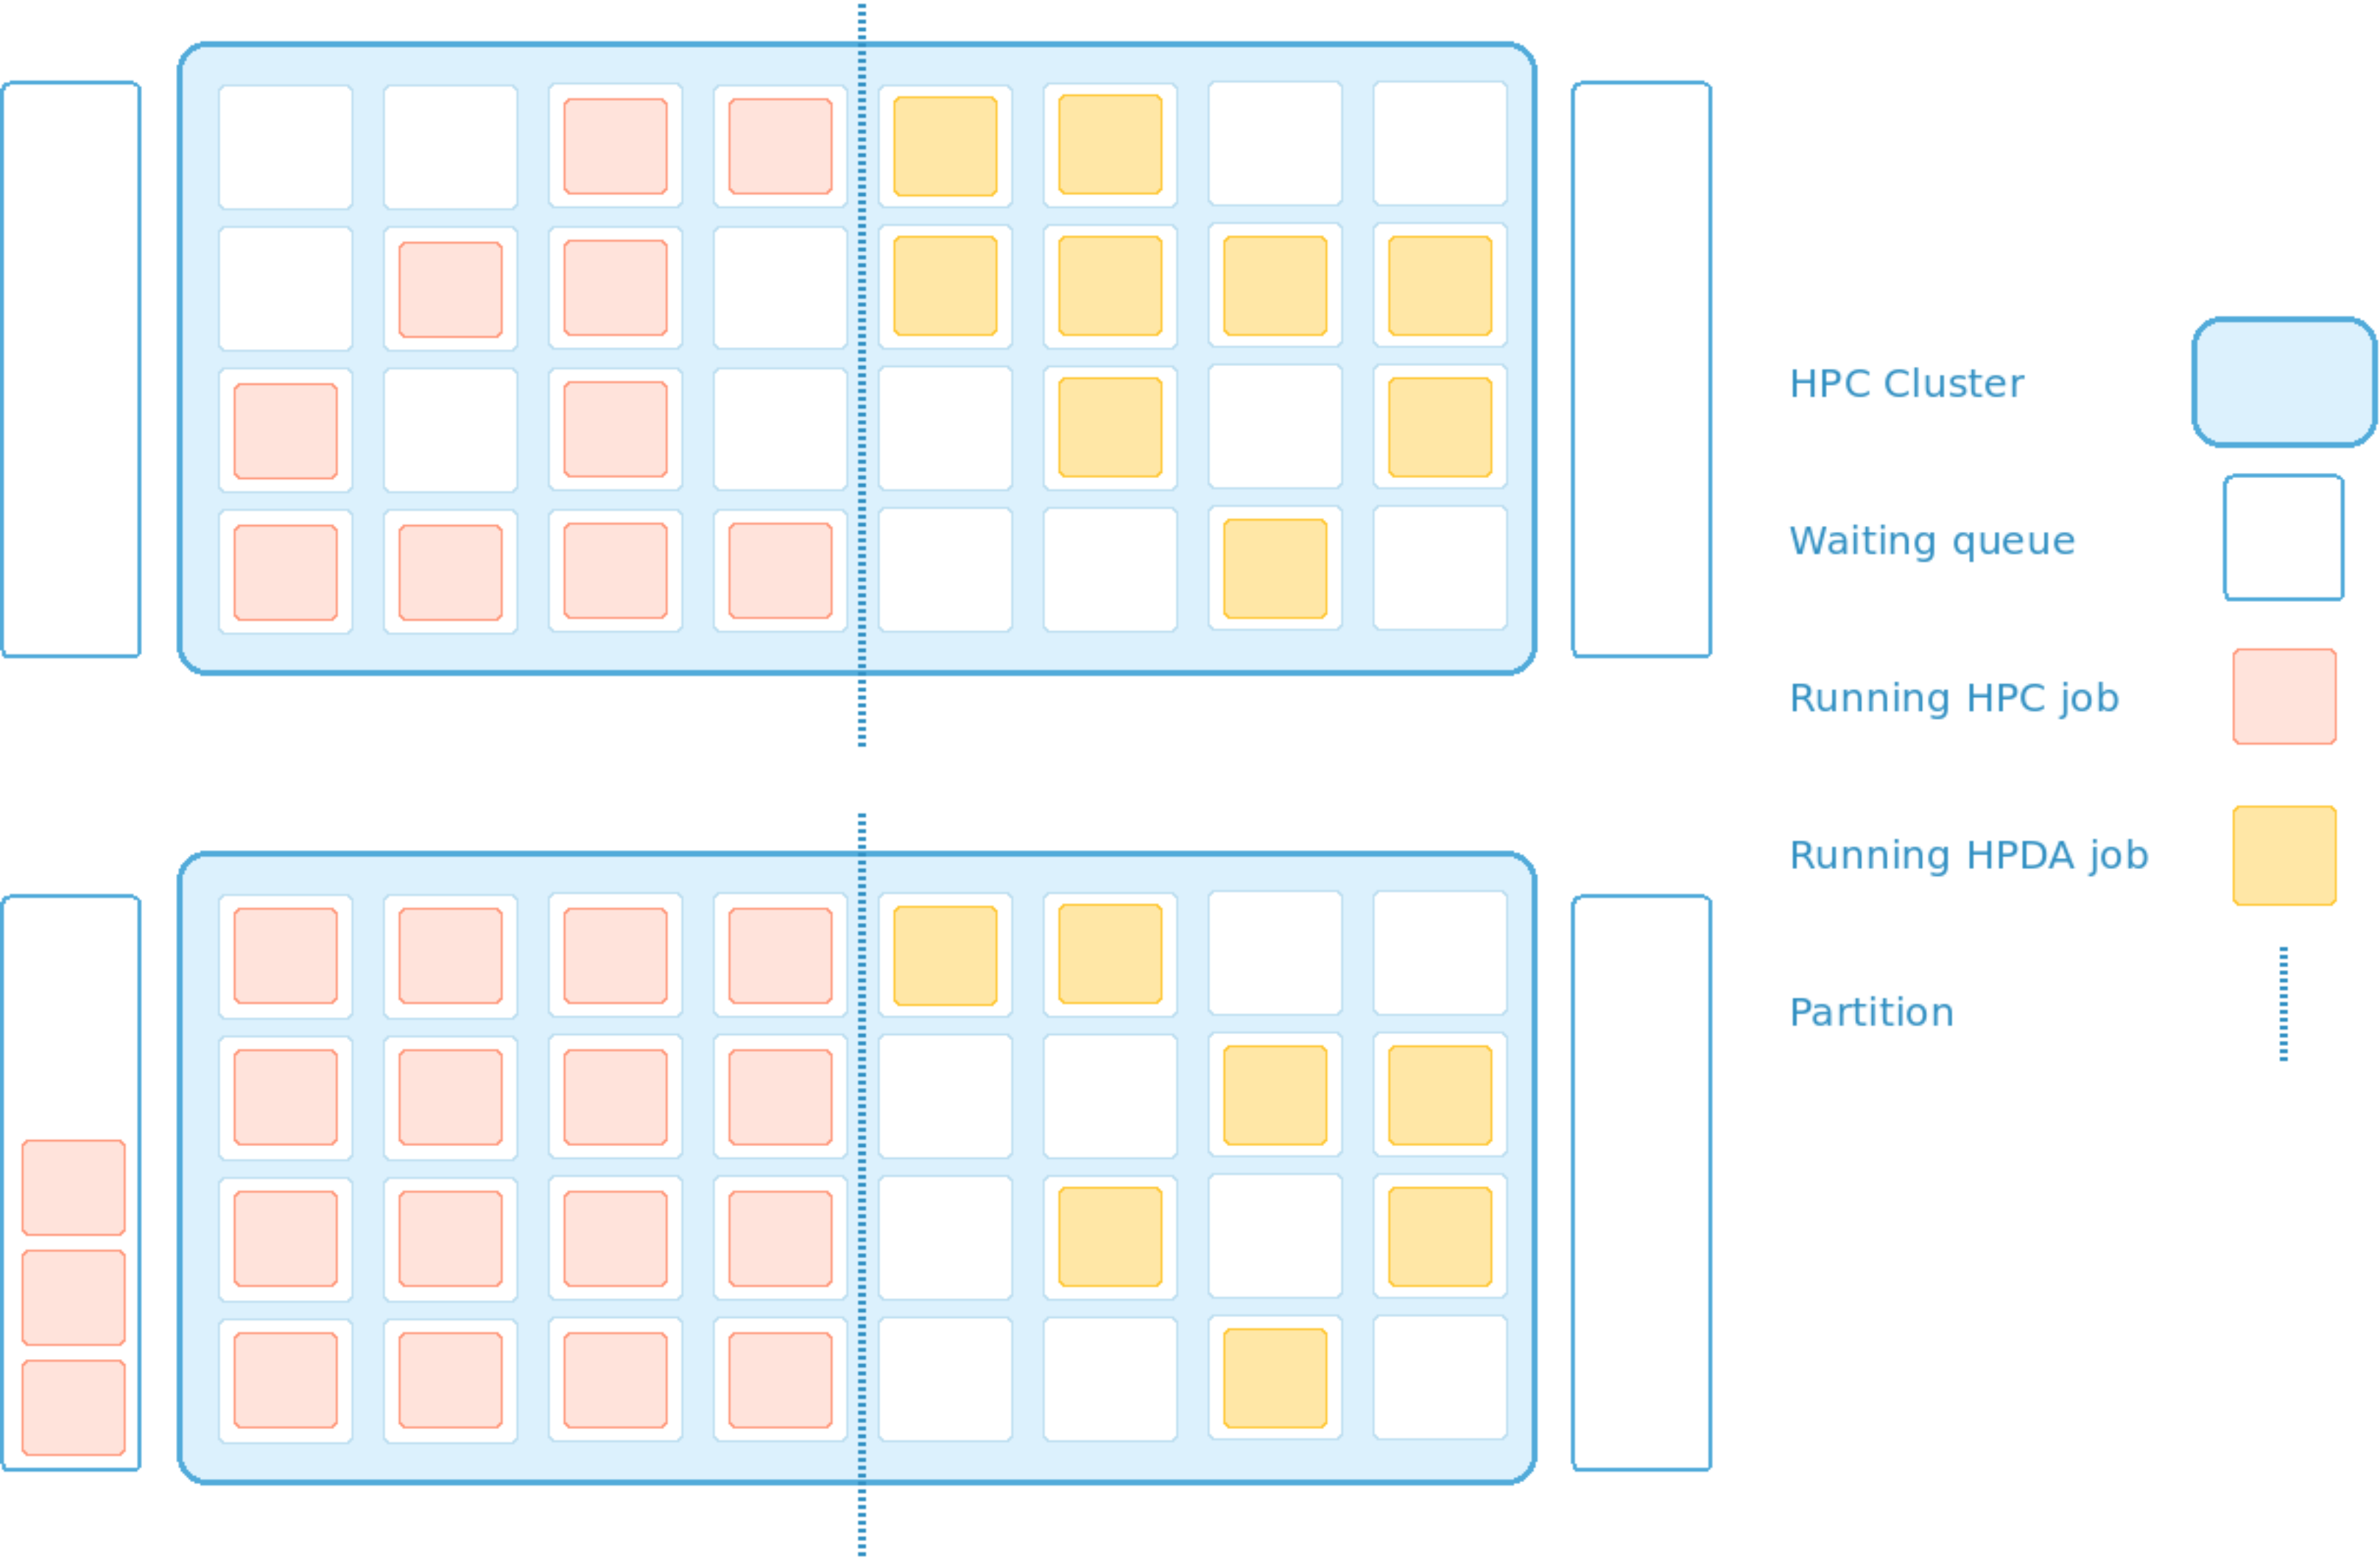 HPC Cluster
Waiting queue
Running HPC job
Running HPDA job
Partition